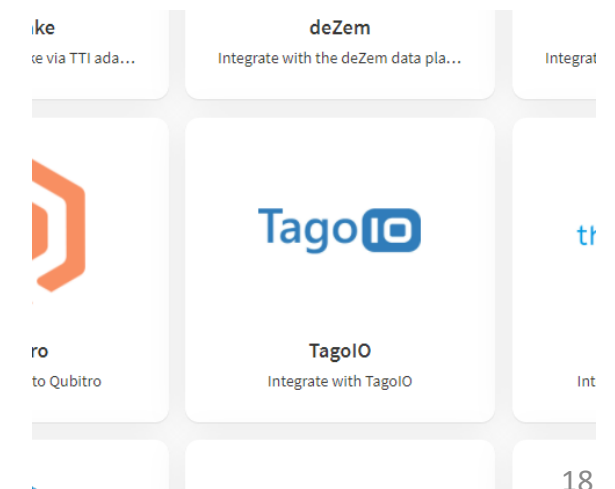 ke
deZem
ke via TTI ada...
Integrate with the deZem data pla...
Integrat
TagoIO
th
ro
TagoIO
to Qubitro
Integrate with TagoIO
Int
18